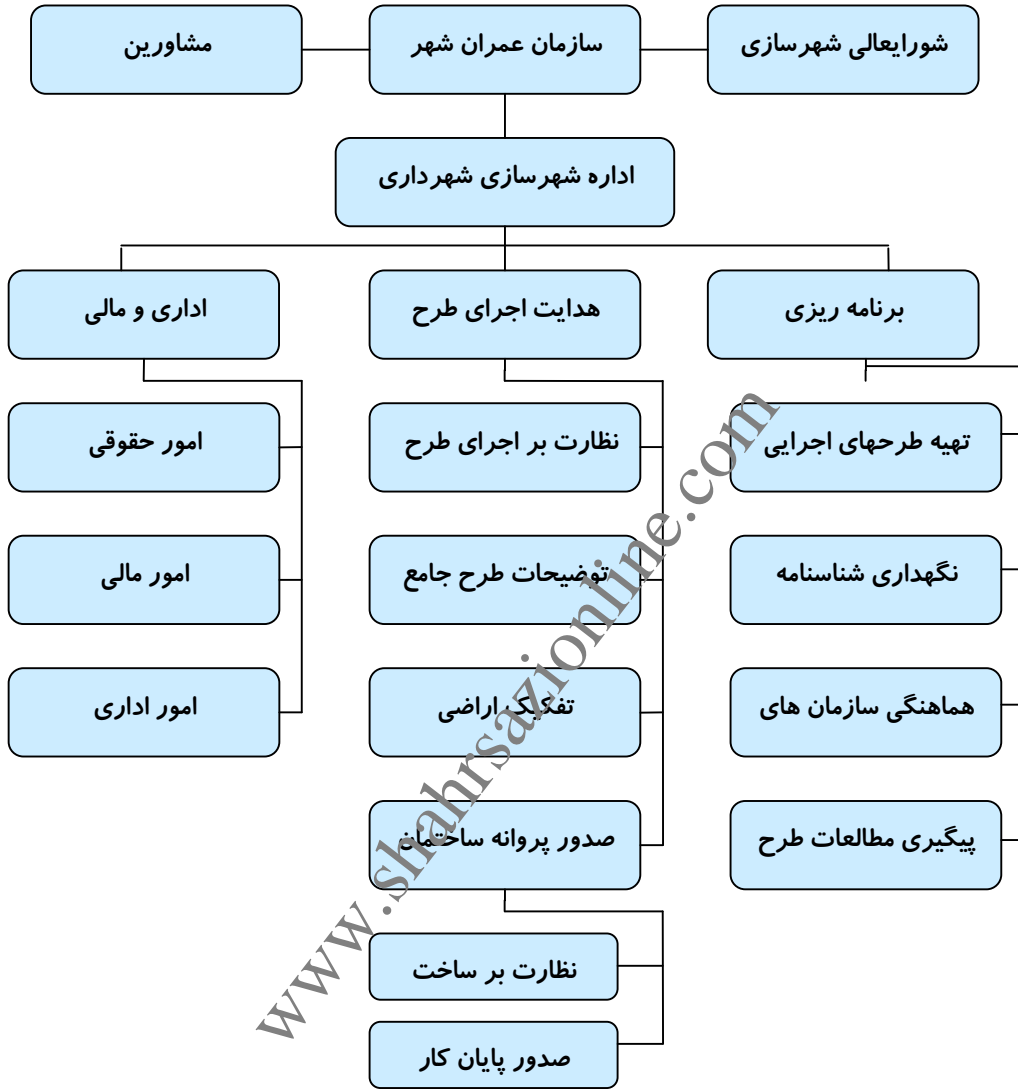 شورایعالی شهرسازی
سازمان عمران شهر
مشاورین
اداره شهرسازی شهرداری
برنامه ریزی
هدایت اجرای طرح
اداری و مالی
تهیه طرحهای اجرایی
نظارت بر اجرای طرح
امور حقوقی
نگهداری شناسنامه
توضیحات طرح جامع
امور مالی
هماهنگی سازمان های
تفکیک اراضی
امور اداری
پیگیری مطالعات طرح
صدور پروانه ساختمان
نظارت بر ساخت
صدور پایان کار
www.shahrsazionline.com